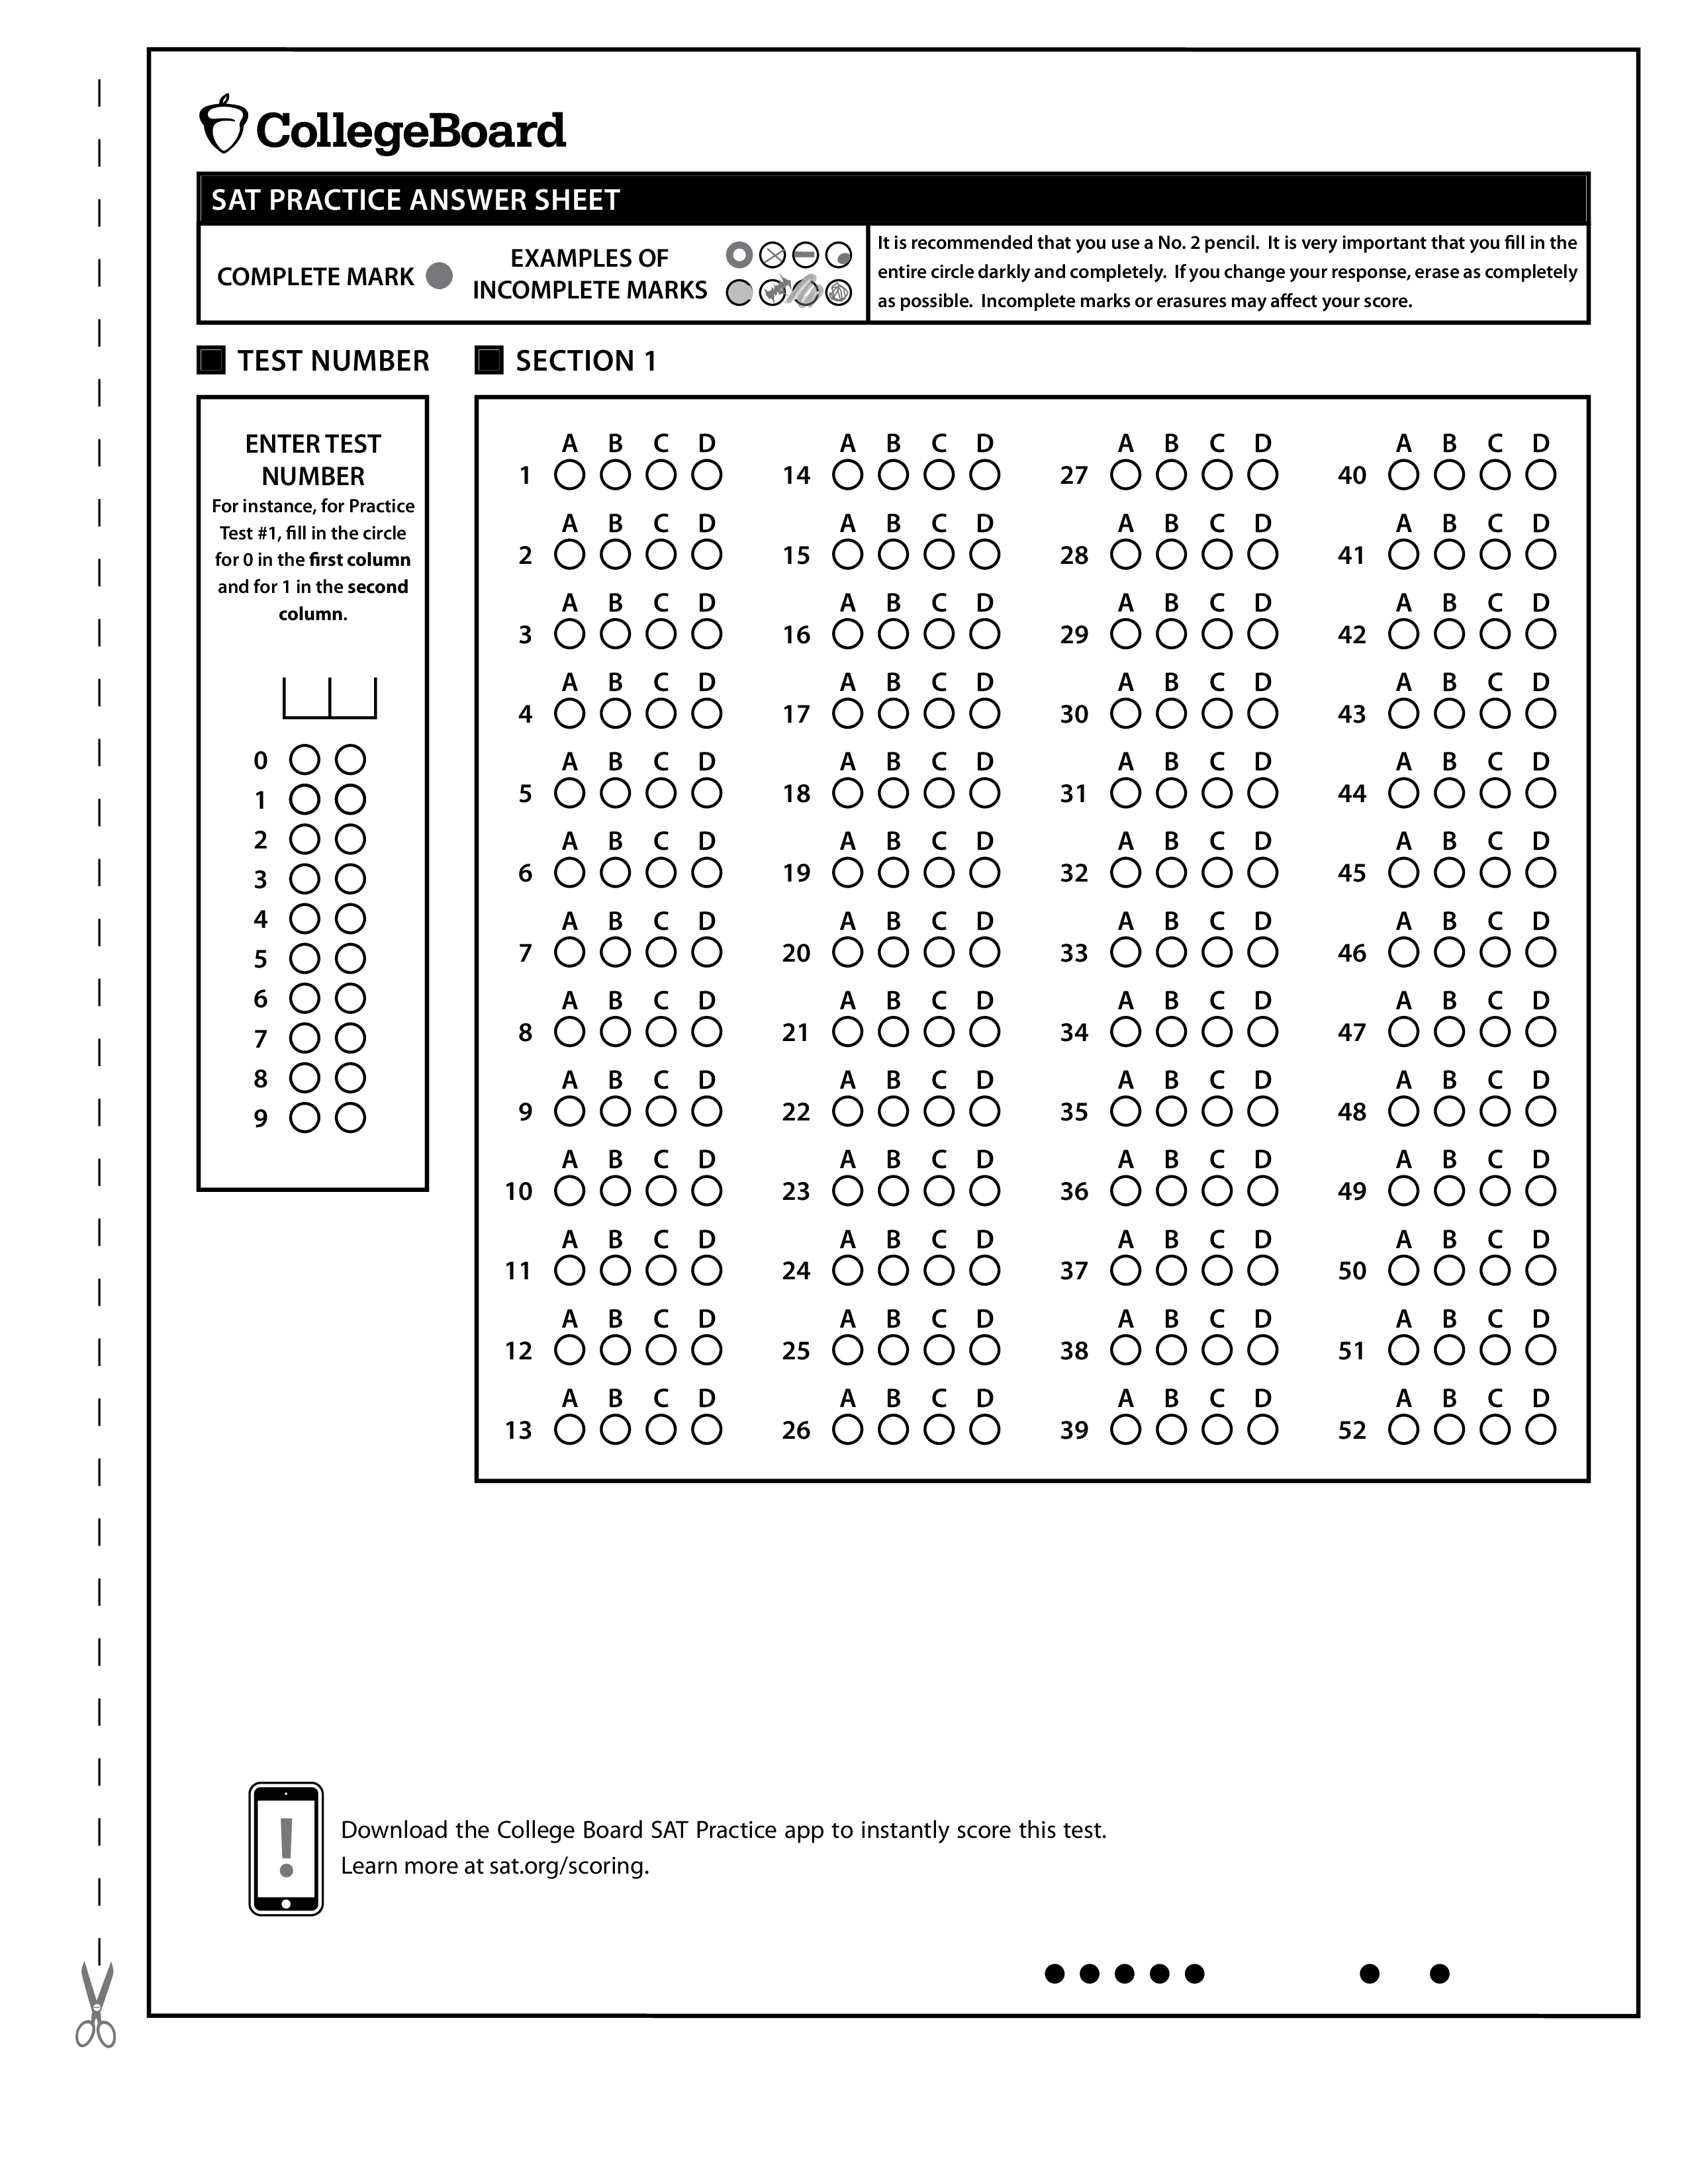 CollegeBoard
SAT PRACTICE ANSWER SHEET
COMPLETE MARK
EXAMPLES OF
INCOMPLETE MARKS
It is recommended that you use a No. 2 pencil. It is very important that you fill in the
entire circle darkly and completely. If you change your response, erase as completely
as possible. Incomplete marks or erasures may affect your score.
TEST NUMBER
ENTER TEST
NUMBER
For instance, for Practice
Test #1, fill in the circle
for 0 in the first column
and for 1 in the second
column.
0
1
2
3
4
5
6
7
8
9
SECTION 1
A B C D A B C D A B C D A B C D
1 14 27 40
A B C D A B C D A B C D A B C D
2 15 28 41
A B C D A B C D A B C D A B C D
3 16 29 42
A B C D A B C D A B C D A B C D
4 17 30 43
A B C D A B C D A B C D A B C D
5 18 31 44
A B C D A B C D A B C D A B C D
6 19 32 45
A B C D A B C D A B C D A B C D
7 20 33 46
A B C D A B C D A B C D A B C D
8 21 34 47
A B C D A B C D A B C D A B C D
9 22 35 48
A B C D A B C D A B C D A B C D
10 23 36 49
A B C D A B C D A B C D A B C D
11 24 37 50
A B C D A B C D A B C D A B C D
12 25 38 51
A B C D A B C D A B C D A B C D
13 26 39 52
!
Download the College Board SAT Practice app to instantly score this test.
Learn more at sat.org/scoring.